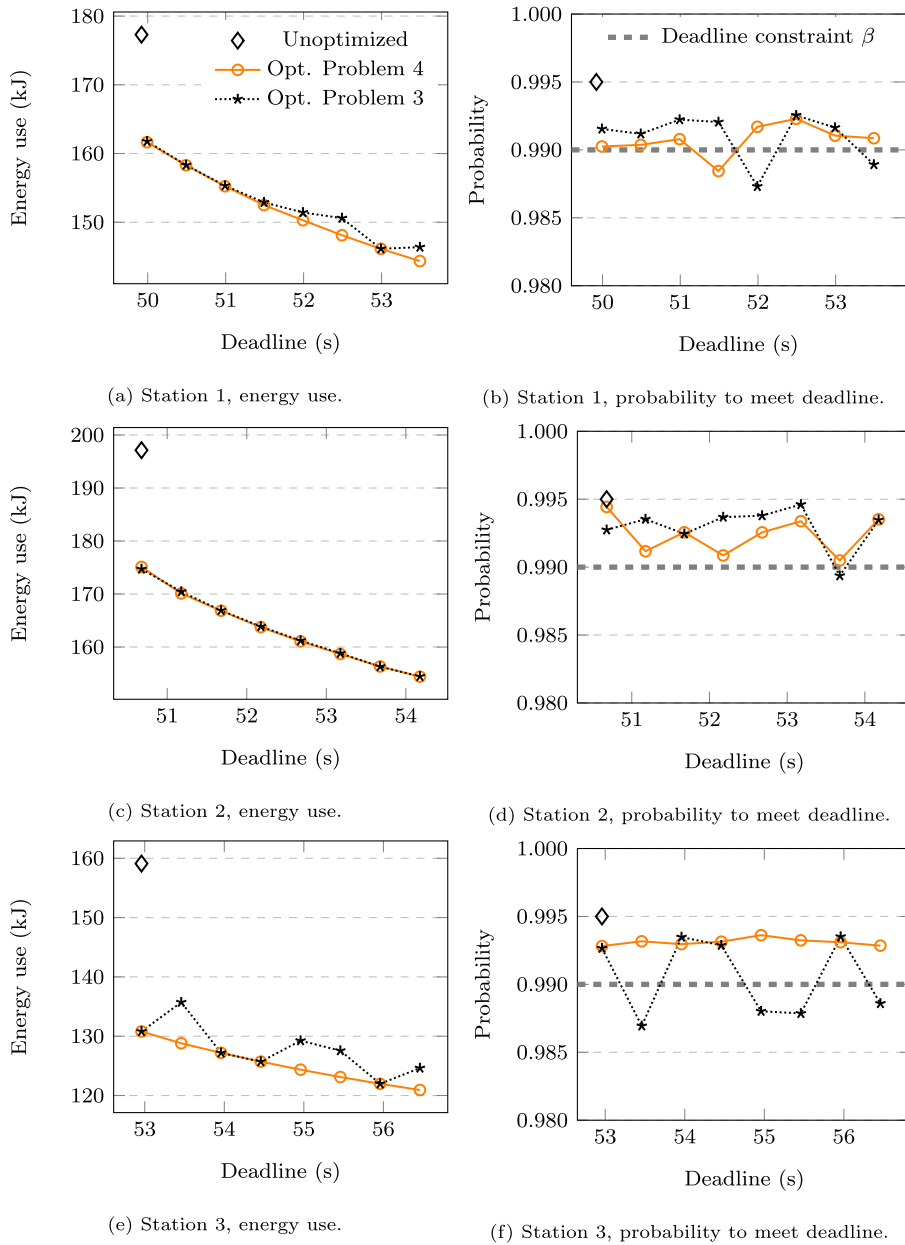 180
170
160
150
Energy use (kJ)
Unoptimized
Opt. Problem 4
Opt. Problem 3
50 51 52 53
Deadline (s)
(a) Station 1, energy use.
1.000
0.995
0.990
0.985
0.980
Probability
Deadline constraint β
50 51 52 53
Deadline (s)
(b) Station 1, probability to meet deadline.
200
190
180
170
160
Energy use (kJ)
51 52 53 54
Deadline (s)
(c) Station 2, energy use.
1.000
0.995
0.990
0.985
0.980
Probability
51 52 53 54
Deadline (s)
(d) Station 2, probability to meet deadline.
160
150
140
130
120
Energy use (kJ)
53 54 55 56
Deadline (s)
(e) Station 3, energy use.
1.000
0.995
0.990
0.985
0.980
Probability
53 54 55 56
Deadline (s)
(f) Station 3, probability to meet deadline.